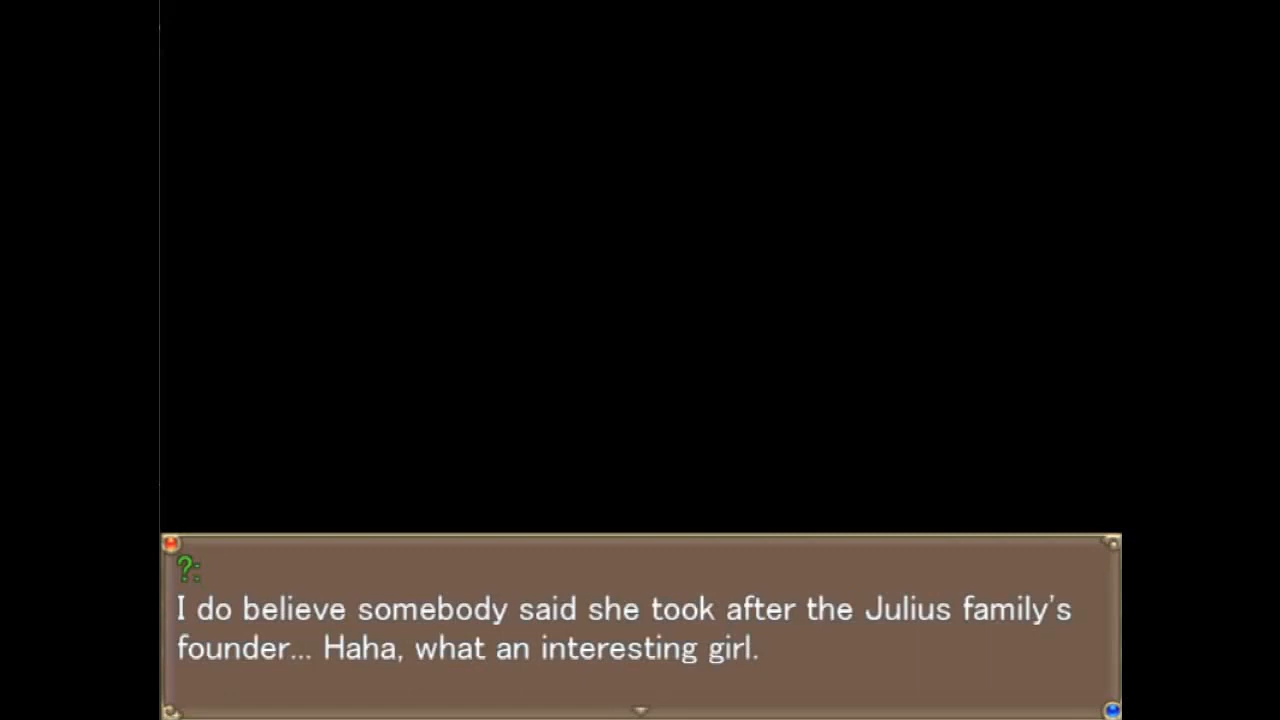 ?:
I do believe somebody said she took after the Julius family's
founder... Haha, what an interesting girl.